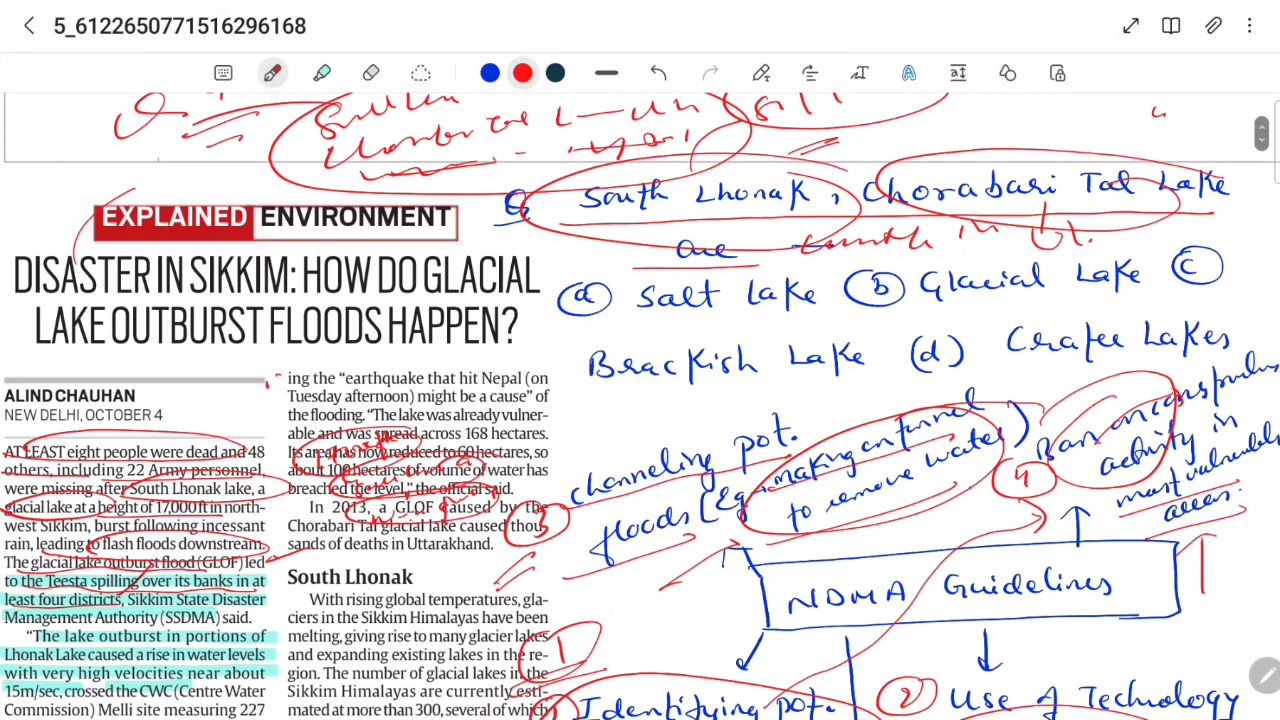 5_6122650771516296168
South Lhonak, Chorabari Tal Lake
are
(a) Salt Lake (b) Glacial Lake (c)
Brackish Lake (d) Crater Lakes
EXPLAINED ENVIRONMENT
DISASTER IN SIKKIM: HOW DO GLACIAL
LAKE OUTBURST FLOODS HAPPEN?
ALIND CHAUHAN
NEW DELHI, OCTOBER 4
AT LEAST eight people were dead and 48
others, including 22 Army personnel,
were missing after South Lhonak lake, a
glacial lake at a height of 17,000 ft in north-
west Sikkim, burst following incessant
rain, leading to flash floods downstream.
The glacial lake outburst flood (GLOF) led
to the Teesta spilling over its banks in at
least four districts, Sikkim State Disaster
Management Authority (SSDMA) said.
"The lake outburst in portions of
Lhonak Lake caused a rise in water levels
with very high velocities near about
15m/sec, crossed the CWC (Centre Water
Commission) Melli site measuring 227
ing the "earthquake that hit Nepal (on
Tuesday afternoon) might be a cause" of
the flooding. "The lake was already vulner-
able and was spread across 168 hectares.
Its area has now reduced to 60 hectares, so
about 100 hectares of volume of water has
breached the level," the official said.
In 2013, a GLOF caused by the
Chorabari Tal glacial lake caused thou-
sands of deaths in Uttarakhand.
South Lhonak
With rising global temperatures, gla-
ciers in the Sikkim Himalayas have been
melting, giving rise to many glacier lakes
and expanding existing lakes in the re-
gion. The number of glacial lakes in the
Sikkim Himalayas are currently esti-
mated at more than 300, several of which
(3) channeling pot.
floods [Eg- making an tunnel
to remove water)
(4) Ban on
activity in
most vulnerable
areas.
NDMA Guidelines
(1) Identifying pot.
(2) Use of Technology